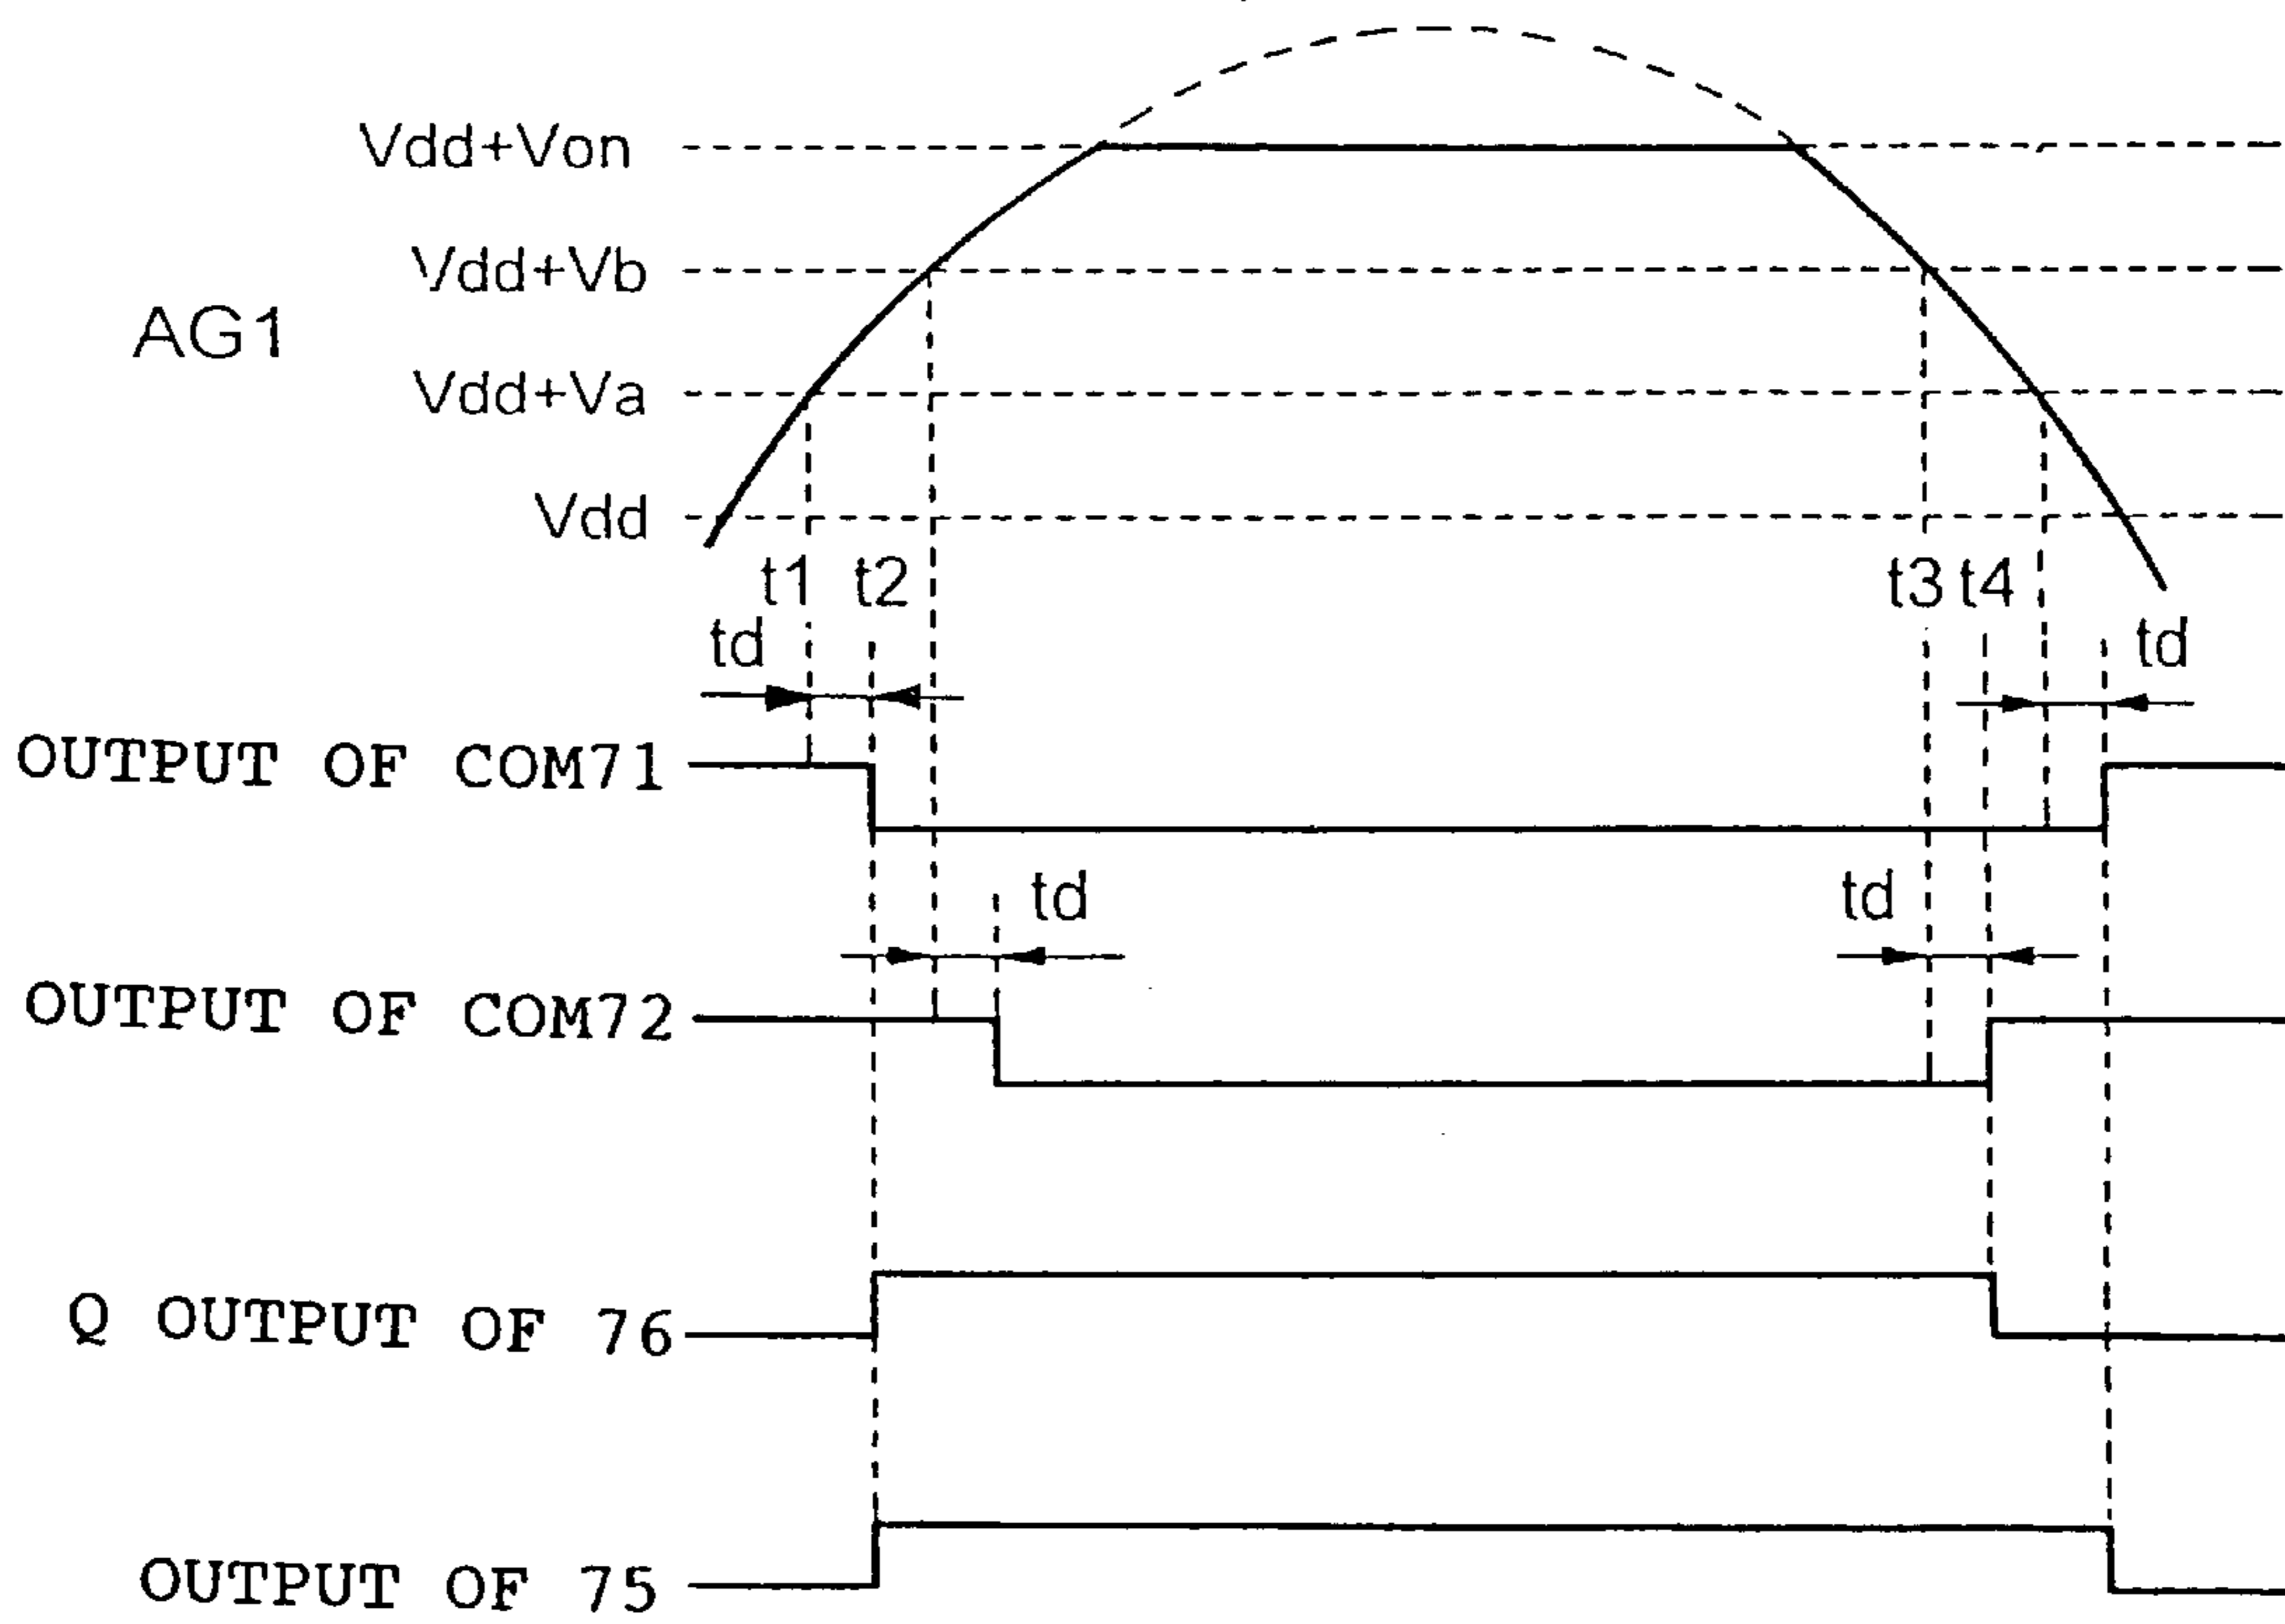 Vdd+Von
Vdd+Vb
AG1
Vdd+Va
Vdd
t1 t2 t3 t4
td td
OUTPUT OF COM71
td td
OUTPUT OF COM72
Q OUTPUT OF 76
OUTPUT OF 75